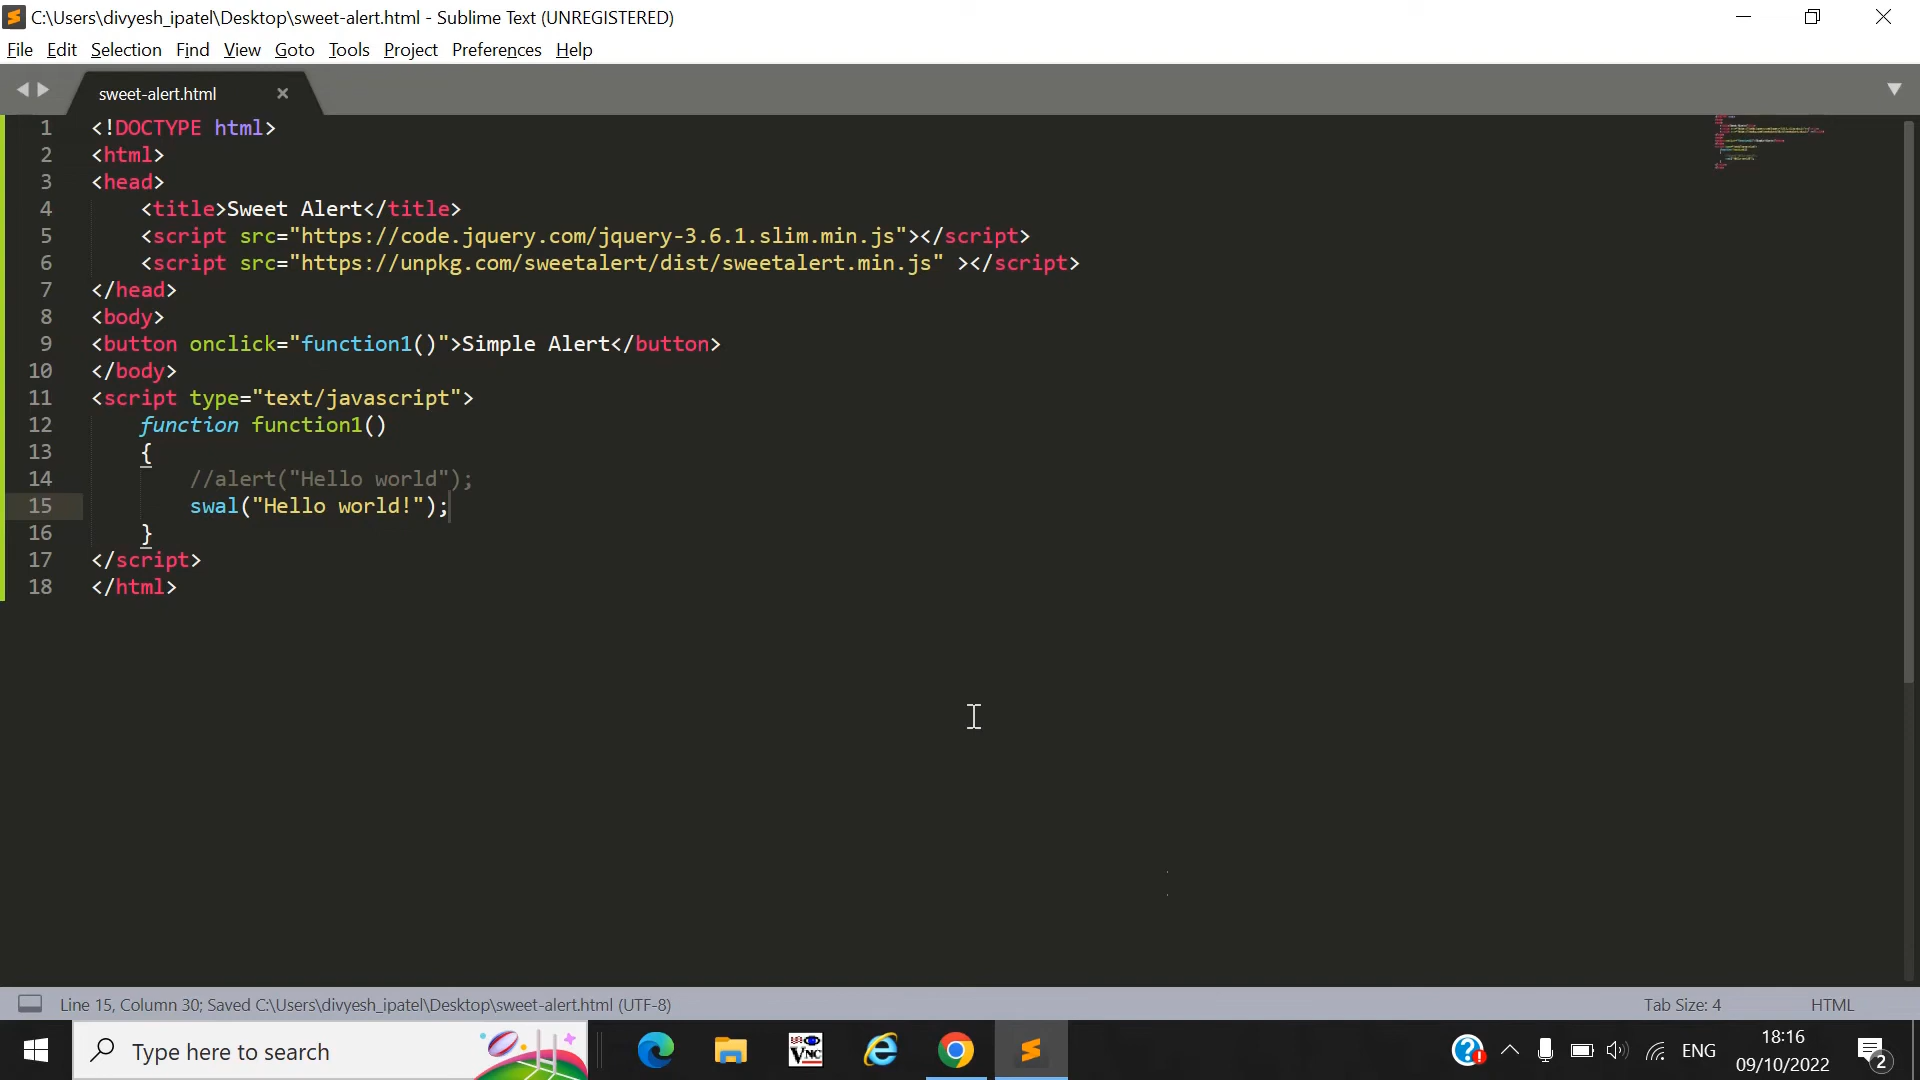 C:\Users\divyesh_ipatel\Desktop\sweet-alert.html - Sublime Text (UNREGISTERED)
File Edit Selection Find View Goto Tools Project Preferences Help
sweet-alert.html
1 <!DOCTYPE html>
2 <html>
3 <head>
4 <title>Sweet Alert</title>
5 <script src="https://code.jquery.com/jquery-3.6.1.slim.min.js"></script>
6 <script src="https://unpkg.com/sweetalert/dist/sweetalert.min.js" ></script>
7 </head>
8 <body>
9 <button onclick="function1()">Simple Alert</button>
10 </body>
11 <script type="text/javascript">
12 function function1()
13 {
14 //alert("Hello world");
15 swal("Hello world!");
16 }
17 </script>
18 </html>
Line 15, Column 30; Saved C:\Users\divyesh_ipatel\Desktop\sweet-alert.html (UTF-8) Tab Size: 4 HTML
Type here to search VNC ENG 18:16
09/10/2022 2